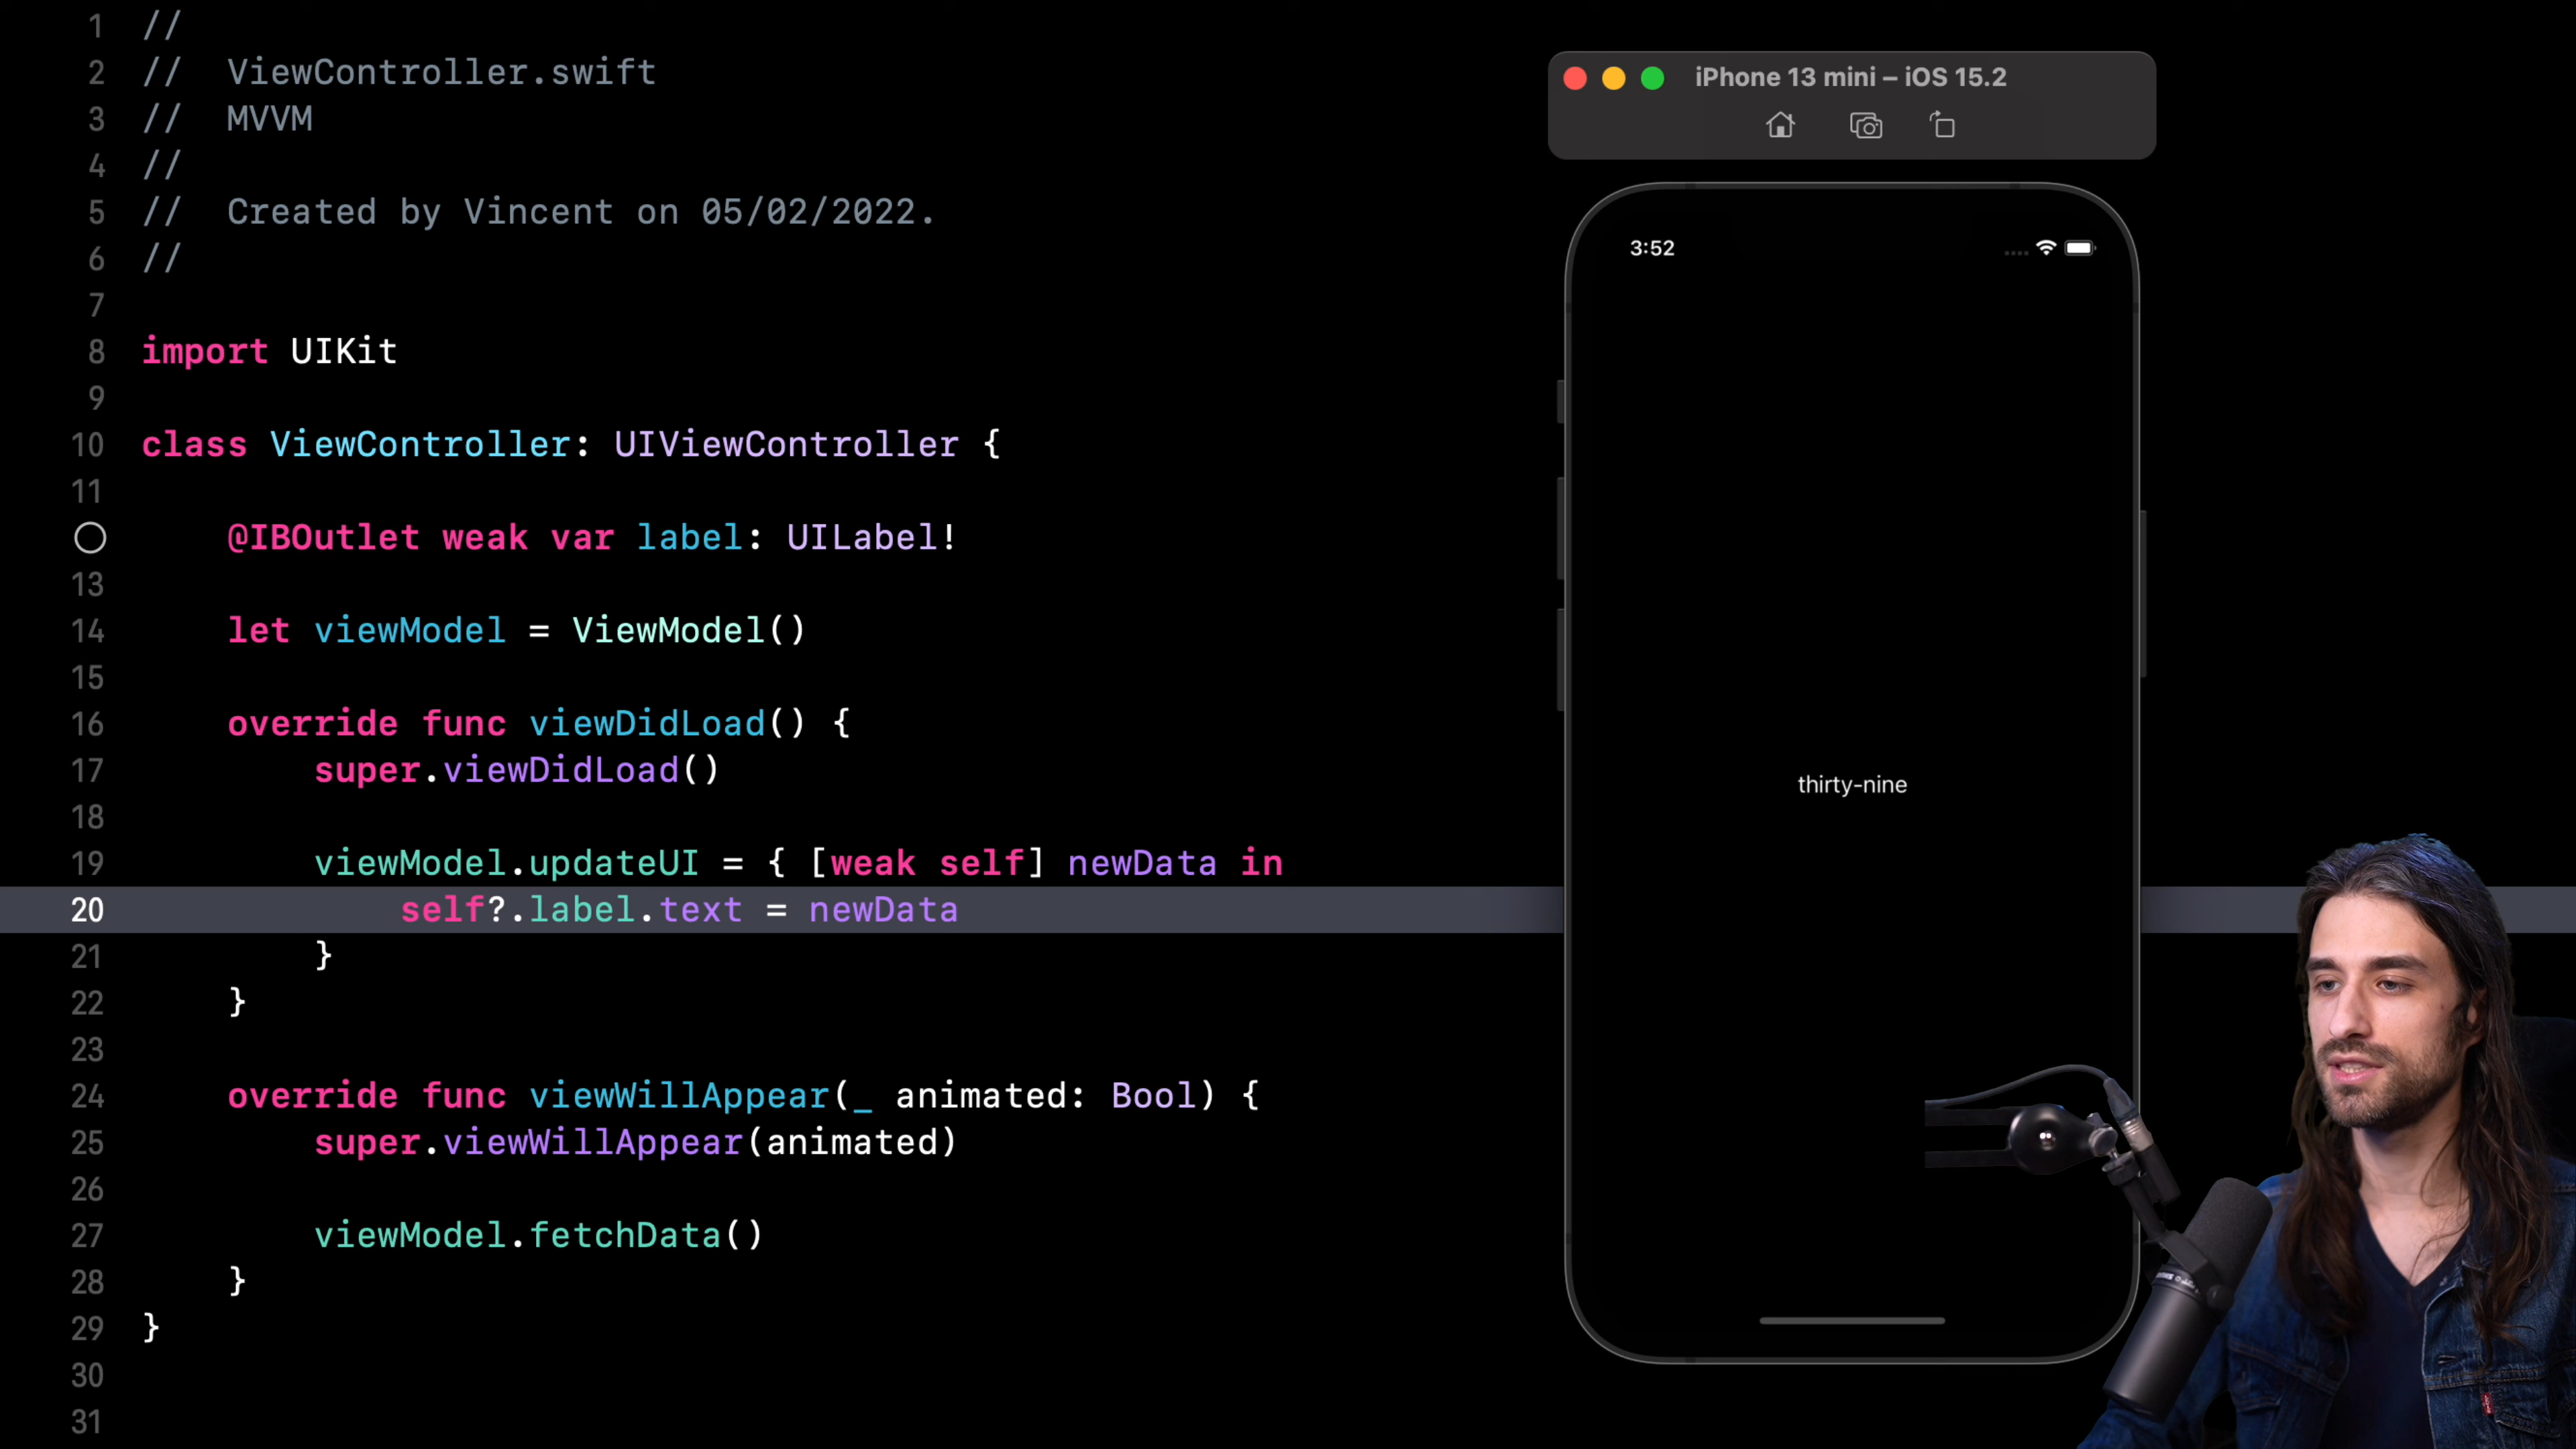 1 //
2 // ViewController.swift
3 // MVVM
4 //
5 // Created by Vincent on 05/02/2022.
6 //
7
8 import UIKit
9
10 class ViewController: UIViewController {
11
@IBOutlet weak var label: UILabel!
13
14 let viewModel = ViewModel()
15
16 override func viewDidLoad() {
17 super.viewDidLoad()
18
19 viewModel.updateUI = { [weak self] newData in
20 self?.label.text = newData
21 }
22 }
23
24 override func viewWillAppear(_ animated: Bool) {
25 super.viewWillAppear(animated)
26
27 viewModel.fetchData()
28 }
29 }
30
31
iPhone 13 mini – iOS 15.2
3:52
thirty-nine